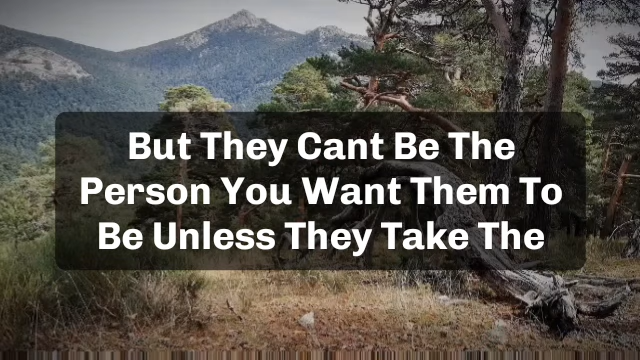 But They Cant Be The
Person You Want Them To
Be Unless They Take The